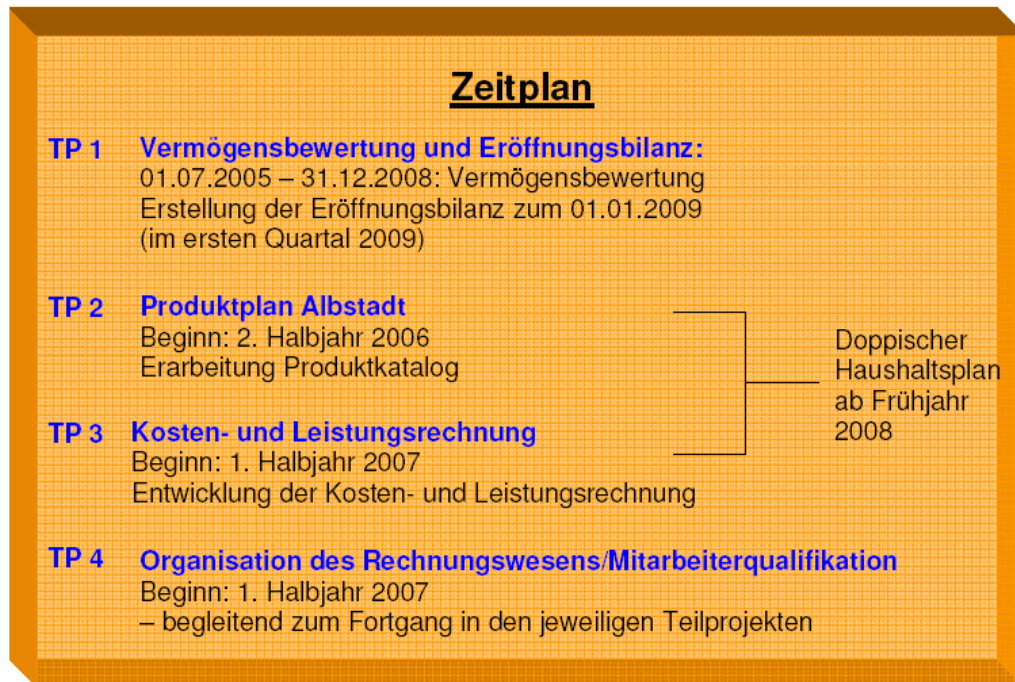 Zeitplan
TP 1 Vermögensbewertung und Eröffnungsbilanz:
01.07.2005 – 31.12.2008: Vermögensbewertung
Erstellung der Eröffnungsbilanz zum 01.01.2009
(im ersten Quartal 2009)
TP 2 Produktplan Albstadt
Beginn: 2. Halbjahr 2006
Erarbeitung Produktkatalog
TP 3 Kosten- und Leistungsrechnung
Beginn: 1. Halbjahr 2007
Entwicklung der Kosten- und Leistungsrechnung
Doppischer
Haushaltsplan
ab Frühjahr
2008
TP 4 Organisation des Rechnungswesens/Mitarbeiterqualifikation
Beginn: 1. Halbjahr 2007
– begleitend zum Fortgang in den jeweiligen Teilprojekten